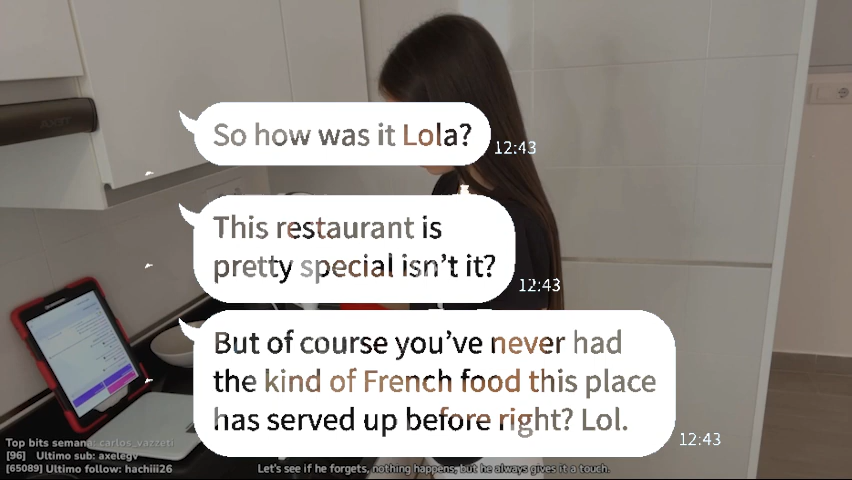 AXIT
So how was it Lola?
12:43
This restaurant is
pretty special isn't it?
12:43
But of course you've never had
the kind of French food this place
has served up before right? Lol.
12:43
Top bits semana: carlos_vazzeti
[96] Ultimo sub: axelegv
[65089] Ultimo follow: hachiii26
Let's see if he forgets, nothing happens, but he always gives it a touch.